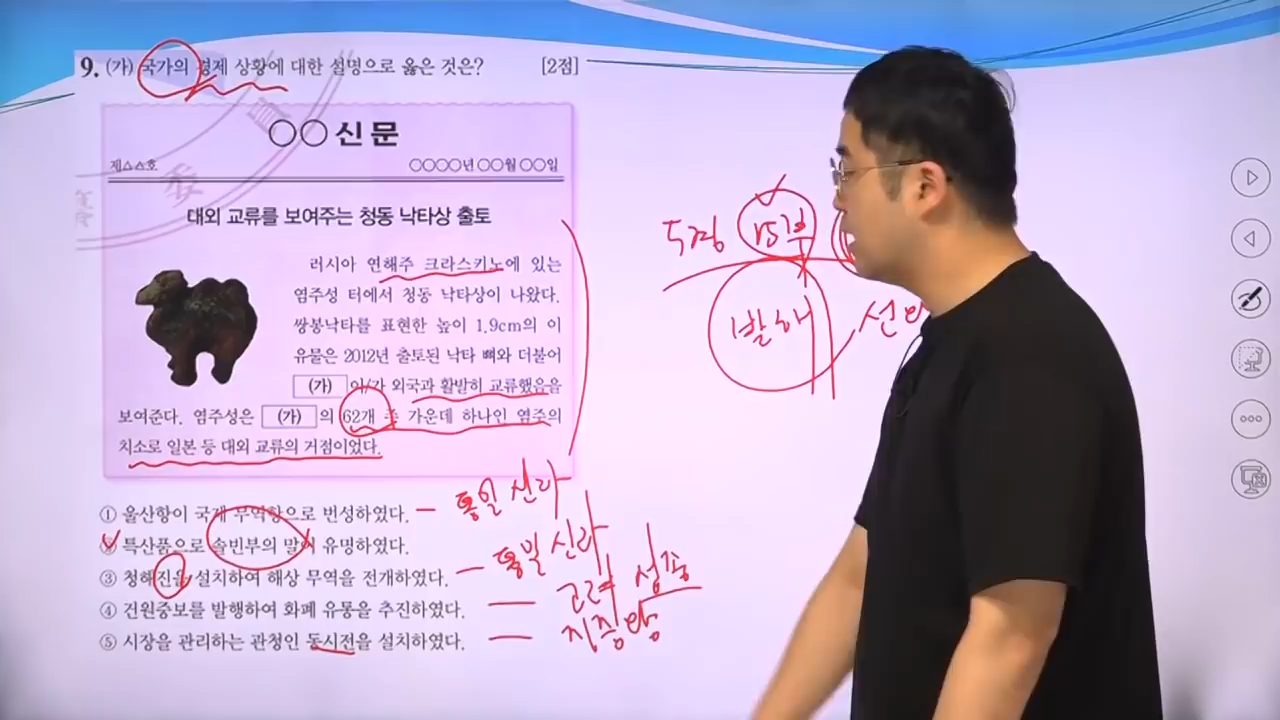 9. (가) 국가의 경제 상황에 대한 설명으로 옳은 것은? [2점]
○○신문
제△△호 ○○○○년 ○○월 ○○일
대외 교류를 보여주는 청동 낙타상 출토
러시아 연해주 크라스키노에 있는
염주성 터에서 청동 낙타상이 나왔다.
쌍봉낙타를 표현한 높이 1.9cm의 이
유물은 2012년 출토된 낙타 뼈와 더불어
(가) 이/가 외국과 활발히 교류했음을
보여준다. 염주성은 (가) 의 62개 주 가운데 하나인 염주의
치소로 일본 등 대외 교류의 거점이었다.
① 울산항이 국제 무역항으로 번성하였다. ─ 통일 신라
② 특산품으로 솔빈부의 말이 유명하였다.
③ 청해진을 설치하여 해상 무역을 전개하였다. ─ 통일 신라
④ 건원중보를 발행하여 화폐 유통을 추진하였다. ─ 고려 성종
⑤ 시장을 관리하는 관청인 동시전을 설치하였다. ─ 지증왕
5경 15부
발해